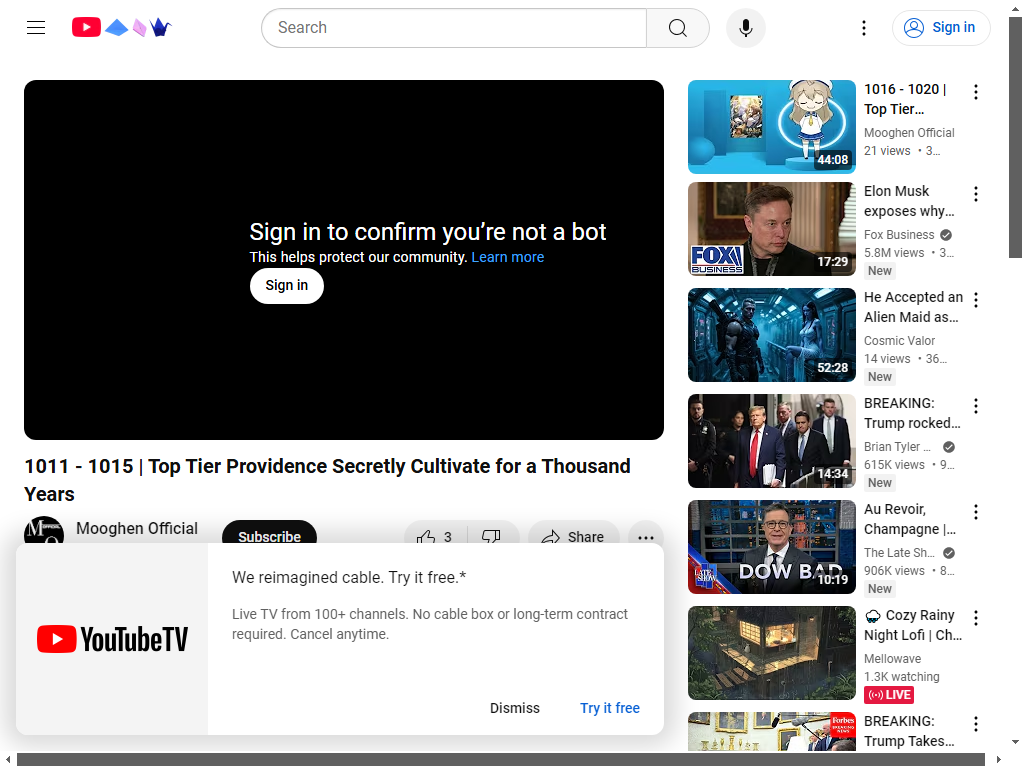 Search
Sign in
Sign in to confirm you’re not a bot
This helps protect our community. Learn more
Sign in
1011 - 1015 | Top Tier Providence Secretly Cultivate for a Thousand
Years
Mooghen Official
Subscribe
3
Share
We reimagined cable. Try it free.*
Live TV from 100+ channels. No cable box or long-term contract
required. Cancel anytime.
YouTubeTV
Dismiss
Try it free
44:08
1016 - 1020 |
Top Tier…
Mooghen Official
21 views • 3…
FOX
BUSINESS
17:29
Elon Musk
exposes why…
Fox Business
5.8M views • 3…
New
52:28
He Accepted an
Alien Maid as…
Cosmic Valor
14 views • 36…
New
14:34
BREAKING:
Trump rocked…
Brian Tyler …
615K views • 9…
New
LATE
SHOW
DOW BAD
10:19
Au Revoir,
Champagne |…
The Late Sh…
906K views • 8…
New
Cozy Rainy
Night Lofi | Ch…
Mellowave
1.3K watching
LIVE
Forbes
BREAKING
NEWS
BREAKING:
Trump Takes…